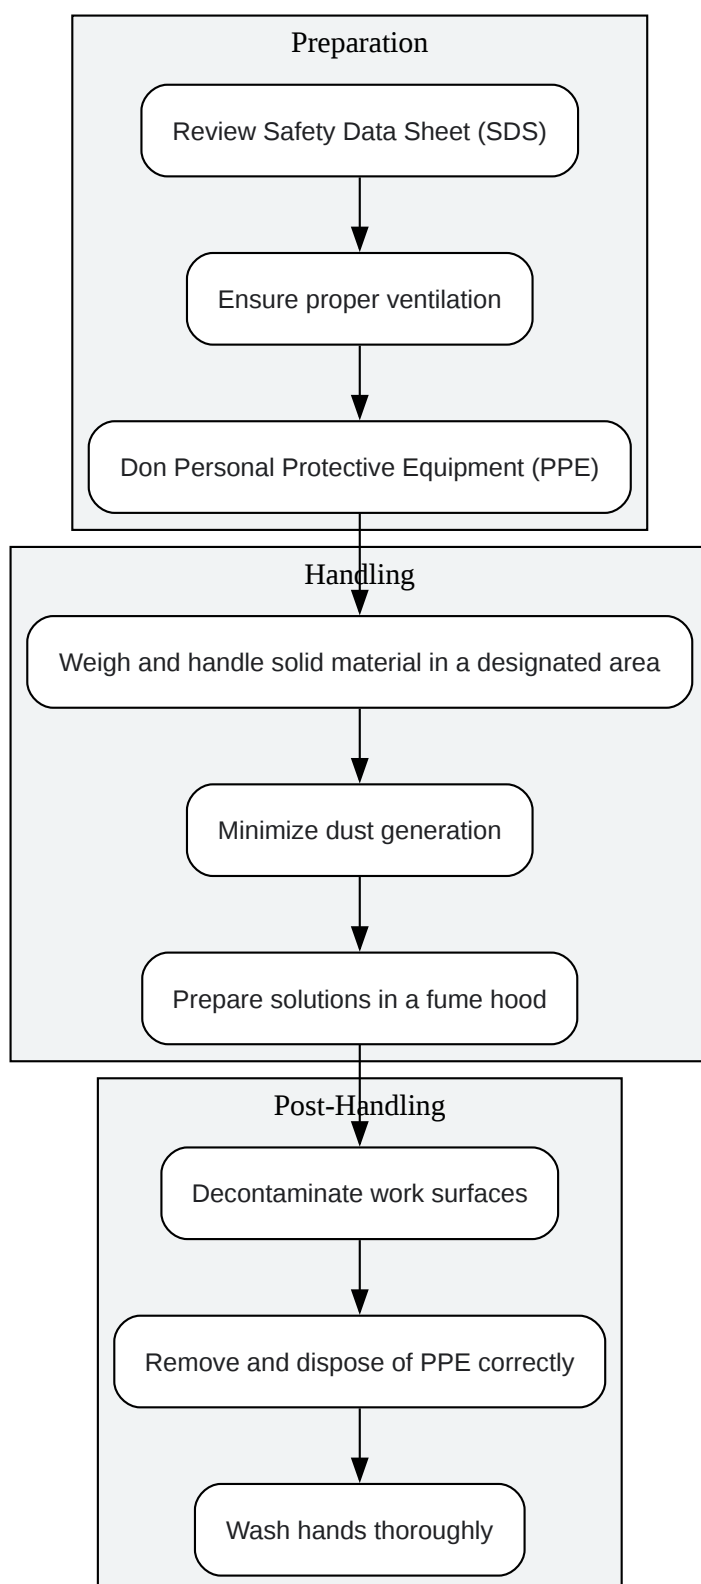 Preparation
Review Safety Data Sheet (SDS)
Ensure proper ventilation
Don Personal Protective Equipment (PPE)
Handling
Weigh and handle solid material in a designated area
Minimize dust generation
Prepare solutions in a fume hood
Post-Handling
Decontaminate work surfaces
Remove and dispose of PPE correctly
Wash hands thoroughly